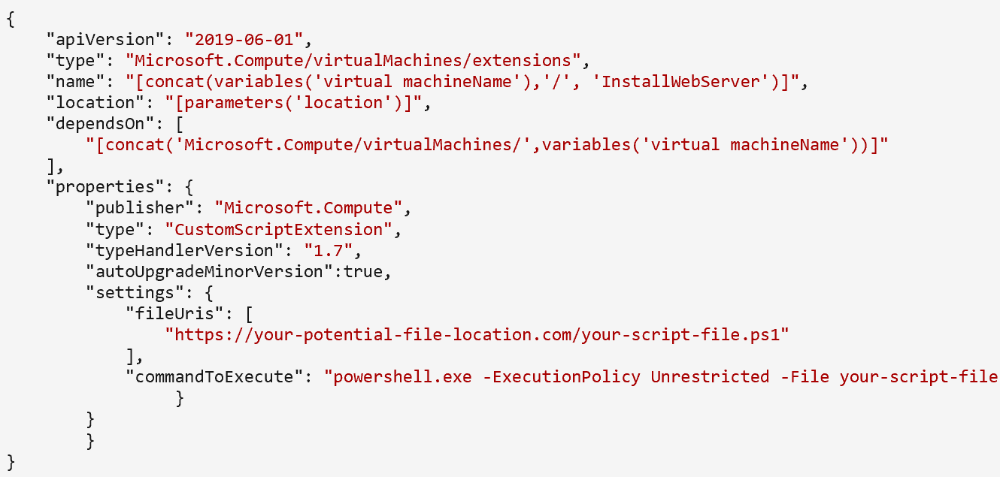 {
    "apiVersion": "2019-06-01",
    "type": "Microsoft.Compute/virtualMachines/extensions",
    "name": "[concat(variables('virtual machineName'),'/', 'InstallWebServer')]",
    "location": "[parameters('location')]",
    "dependsOn": [
        "[concat('Microsoft.Compute/virtualMachines/',variables('virtual machineName'))]"
    ],
    "properties": {
        "publisher": "Microsoft.Compute",
        "type": "CustomScriptExtension",
        "typeHandlerVersion": "1.7",
        "autoUpgradeMinorVersion":true,
        "settings": {
            "fileUris": [
                "https://your-potential-file-location.com/your-script-file.ps1"
            ],
            "commandToExecute": "powershell.exe -ExecutionPolicy Unrestricted -File your-script-file
                 }
        }
        }
}